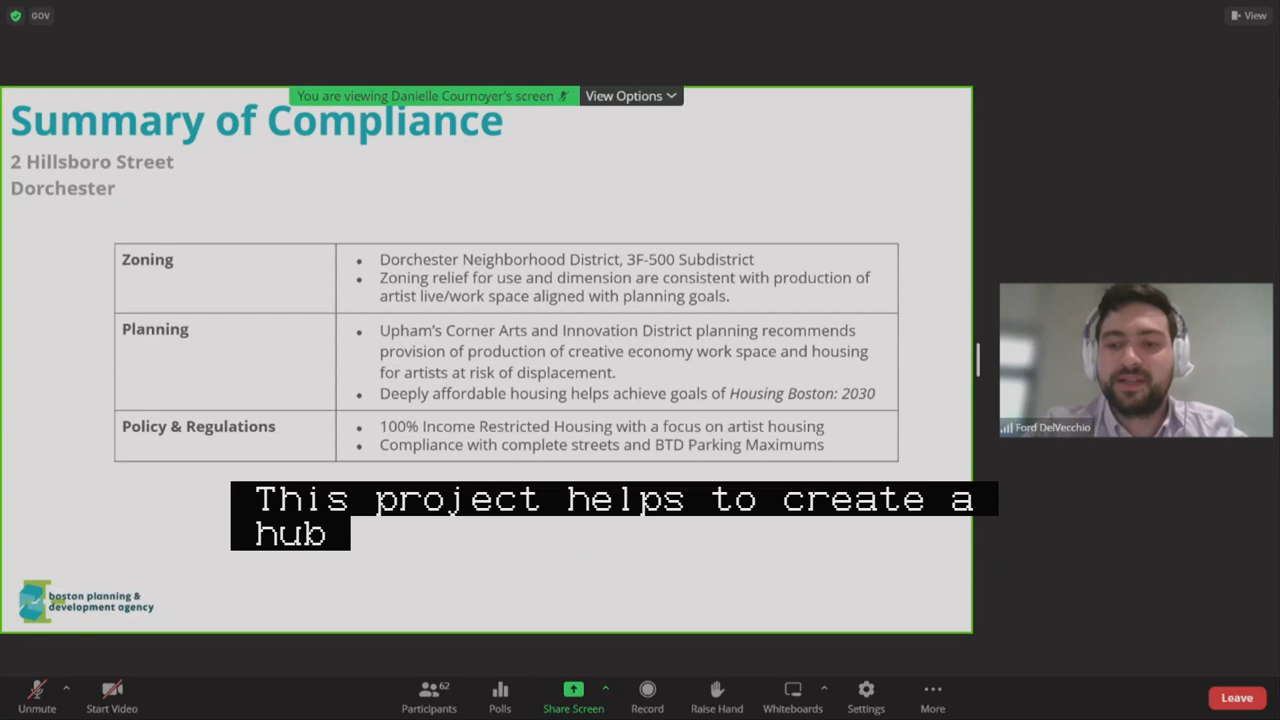 GOV
View
You are viewing Danielle Cournoyer's screen
View Options
Summary of Compliance
2 Hillsboro Street
Dorchester
Zoning
• Dorchester Neighborhood District, 3F-500 Subdistrict
• Zoning relief for use and dimension are consistent with production of
artist live/work space aligned with planning goals.
Planning
• Upham's Corner Arts and Innovation District planning recommends
provision of production of creative economy work space and housing
for artists at risk of displacement.
• Deeply affordable housing helps achieve goals of Housing Boston: 2030
Policy & Regulations
• 100% Income Restricted Housing with a focus on artist housing
• Compliance with complete streets and BTD Parking Maximums
Ford DelVecchio
This project helps to create a
hub
boston planning &
development agency
Unmute
Start Video
62
Participants
Polls
Share Screen
Record
Raise Hand
Whiteboards
Settings
More
Leave